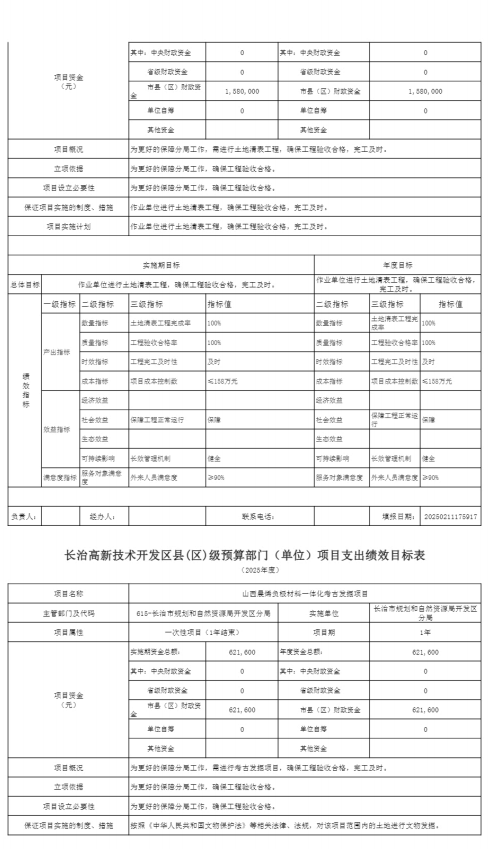 项目资金
（元）
其中：中央财政资金 0 其中：中央财政资金 0
省级财政资金 0 省级财政资金 0
市县（区）财政资金 1,380,000 市县（区）财政资金 1,380,000
单位自筹 0 单位自筹 0
其他资金 其他资金
项目概况 为更好的保障分局工作，需进行土地清表工程，确保工程验收合格，完工及时。
立项依据 为更好的保障分局工作，确保工程验收合格。
项目设立必要性 为更好的保障分局工作，确保工程验收合格。
保证项目实施的制度、措施 作业单位进行土地清表工程，确保工程验收合格，完工及时。
项目实施计划 作业单位进行土地清表工程，确保工程验收合格，完工及时。
实施期目标 年度目标
总体目标 作业单位进行土地清表工程，确保工程验收合格，完工及时。 作业单位进行土地清表工程，确保工程验收合格，完工及时。
绩效指标
一级指标 二级指标 三级指标 指标值 二级指标 三级指标 指标值
产出指标
数量指标 土地清表工程完成率 100% 数量指标 土地清表工程完成率 100%
质量指标 工程验收合格率 100% 质量指标 工程验收合格率 100%
时效指标 工程完工及时性 及时 时效指标 工程完工及时性 及时
成本指标 项目成本控制数 ≤138万元 成本指标 项目成本控制数 ≤138万元
效益指标
经济效益 经济效益
社会效益 保障工程正常运行 保障 社会效益 保障工程正常运行 保障
生态效益 生态效益
可持续影响 长效管理机制 健全 可持续影响 长效管理机制 健全
满意度指标 服务对象满意度 外来人员满意度 ≥90% 服务对象满意度 外来人员满意度 ≥90%
负责人： 经办人： 联系电话： 填报日期： 20250211175917
长治高新技术开发区县(区)级预算部门（单位）项目支出绩效目标表
（2025年度）
项目名称 山西晨烯负极材料一体化考古发掘项目
主管部门及代码 615-长治市规划和自然资源局开发区分局 实施单位 长治市规划和自然资源局开发区分局
项目属性 一次性项目（1年结束） 项目期 1年
项目资金
（元）
实施期资金总额： 621,600 年度资金总额： 621,600
其中：中央财政资金 0 其中：中央财政资金 0
省级财政资金 0 省级财政资金 0
市县（区）财政资金 621,600 市县（区）财政资金 621,600
单位自筹 0 单位自筹 0
其他资金 其他资金
项目概况 为更好的保障分局工作，需进行考古发掘项目，确保工程验收合格，完工及时。
立项依据 为更好的保障分局工作，确保工程验收合格。
项目设立必要性 为更好的保障分局工作，确保工程验收合格。
保证项目实施的制度、措施 按照《中华人民共和国文物保护法》等相关法律、法规，对该项目范围内的土地进行文物发掘。